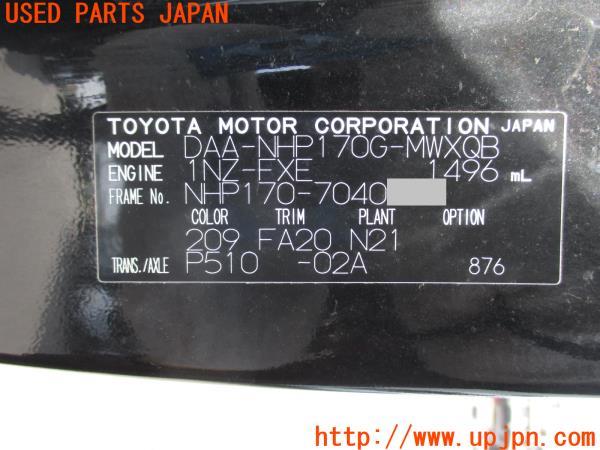 USED PARTS JAPAN
TOYOTA MOTOR CORPORATION JAPAN
MODEL DAA-NHP170G-MWXQB
ENGINE 1NZ-FXE 1496 mL
FRAME No. NHP170-7040
COLOR TRIM PLANT OPTION
209 FA20 N21
TRANS./AXLE P510 -02A 876
http://www.upjpn.com/